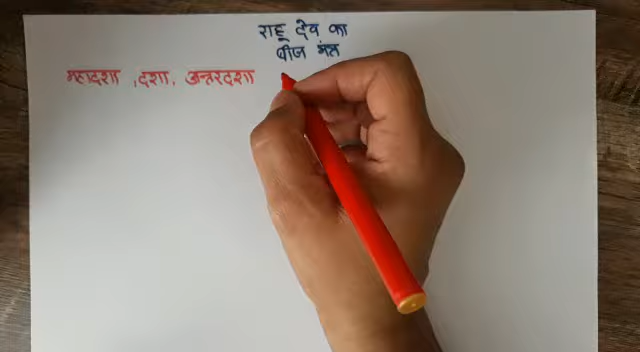 राहू देव का
बीज मंत्र
महादशा , दशा, अन्तरदशा